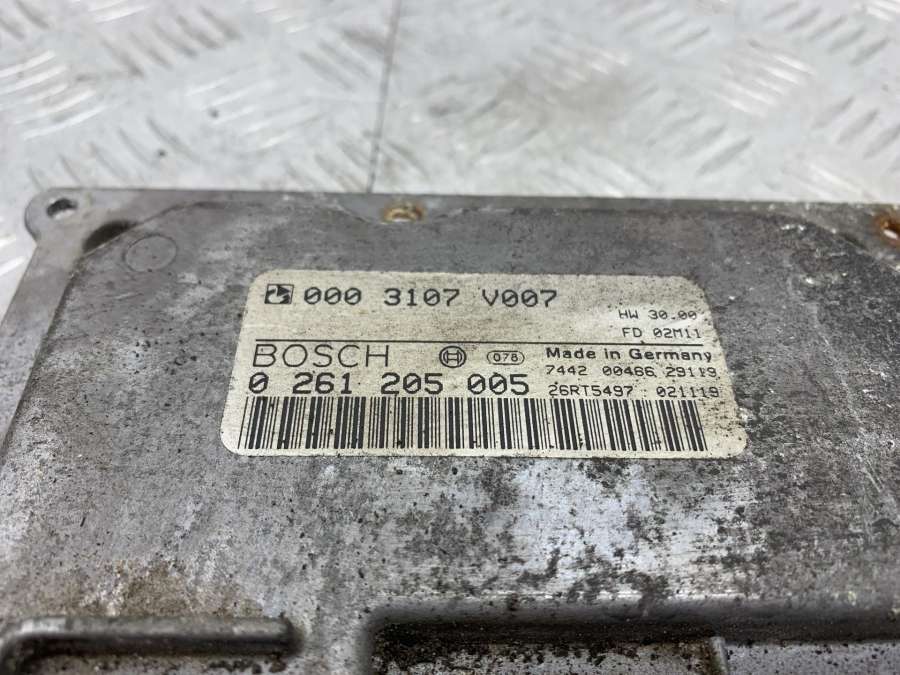 000 3107 V007
HW 30.00
FD 02M11
BOSCH 078 Made in Germany
7442 00466 29119
0 261 205 005 26RT5497 021119